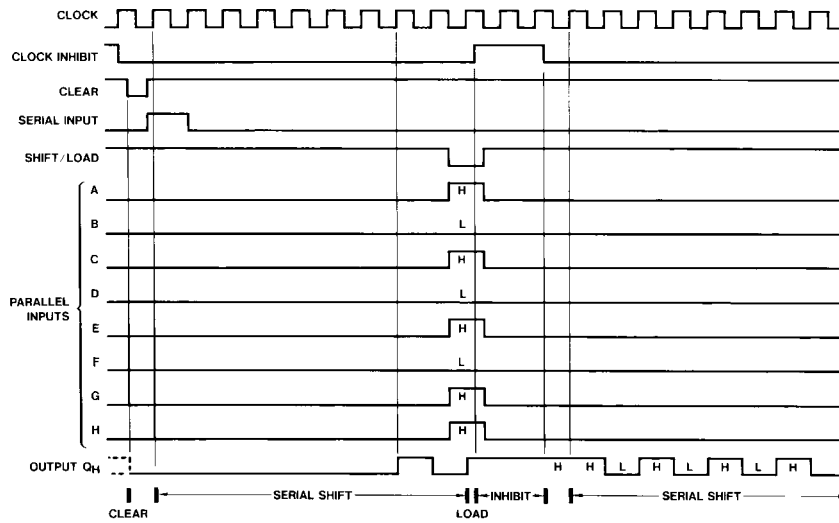 CLOCK
CLOCK INHIBIT
CLEAR
SERIAL INPUT
SHIFT/LOAD
PARALLEL
INPUTS
A H
B L
C H
D L
E H
F L
G H
H H
OUTPUT QH H H L H L H L H
SERIAL SHIFT INHIBIT SERIAL SHIFT
CLEAR LOAD